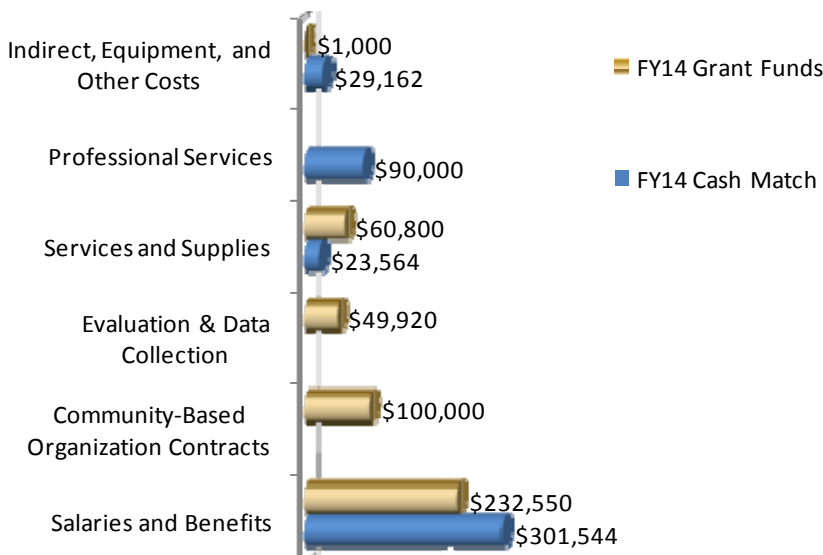 Indirect, Equipment, and
Other Costs
$1,000
$29,162
FY14 Grant Funds
Professional Services
$90,000
FY14 Cash Match
Services and Supplies
$60,800
$23,564
Evaluation & Data
Collection
$49,920
Community-Based
Organization Contracts
$100,000
Salaries and Benefits
$232,550
$301,544